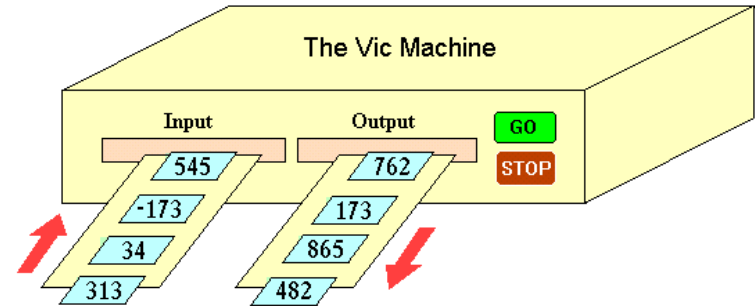 The Vic Machine
Input Output GO
STOP
545 762
-173 173
34 865
313 482